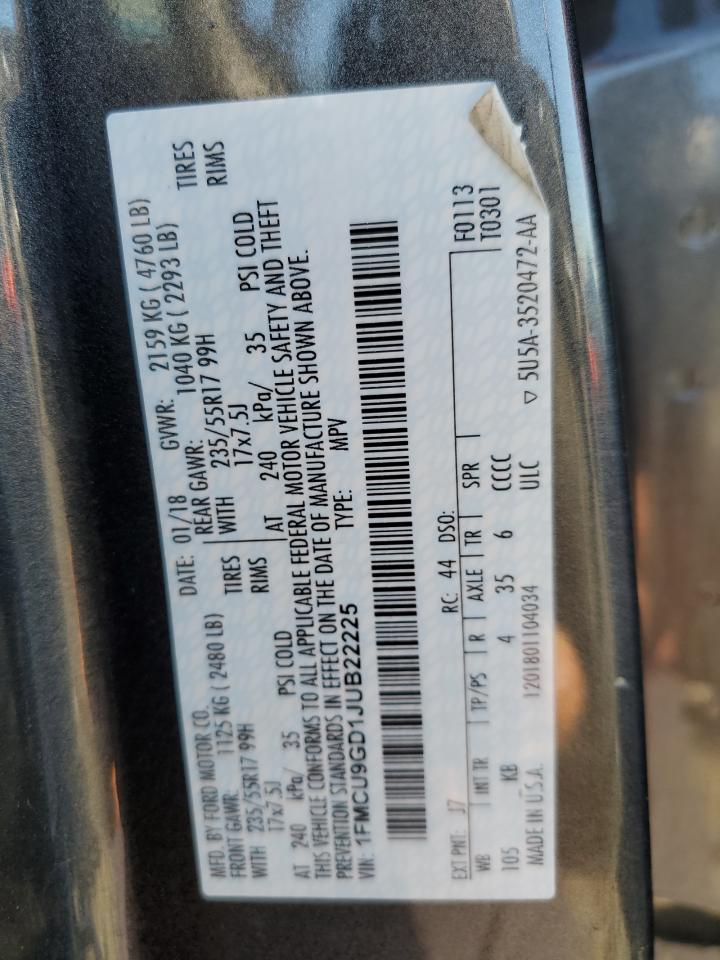 MFD. BY FORD MOTOR CO.
DATE: 01/18 GVWR: 2159 KG ( 4760 LB)
FRONT GAWR: 1125 KG ( 2480 LB) REAR GAWR: 1040 KG ( 2293 LB)
WITH 235/55R17 99H TIRES WITH 235/55R17 99H TIRES
17x7.5J RIMS 17x7.5J RIMS
AT 240 kPa/ 35 PSI COLD AT 240 kPa/ 35 PSI COLD
THIS VEHICLE CONFORMS TO ALL APPLICABLE FEDERAL MOTOR VEHICLE SAFETY AND THEFT
PREVENTION STANDARDS IN EFFECT ON THE DATE OF MANUFACTURE SHOWN ABOVE.
VIN: 1FMCU9GD1JUB22225 TYPE: MPV
EXT PNT: J7 RC: 44 DSO: F0113
WB INT TR TP/PS R AXLE TR SPR T0301
105 KB 4 35 6 CCCC
MADE IN U.S.A. 1201801104034 ULC ▽ 5U5A-3520472-AA